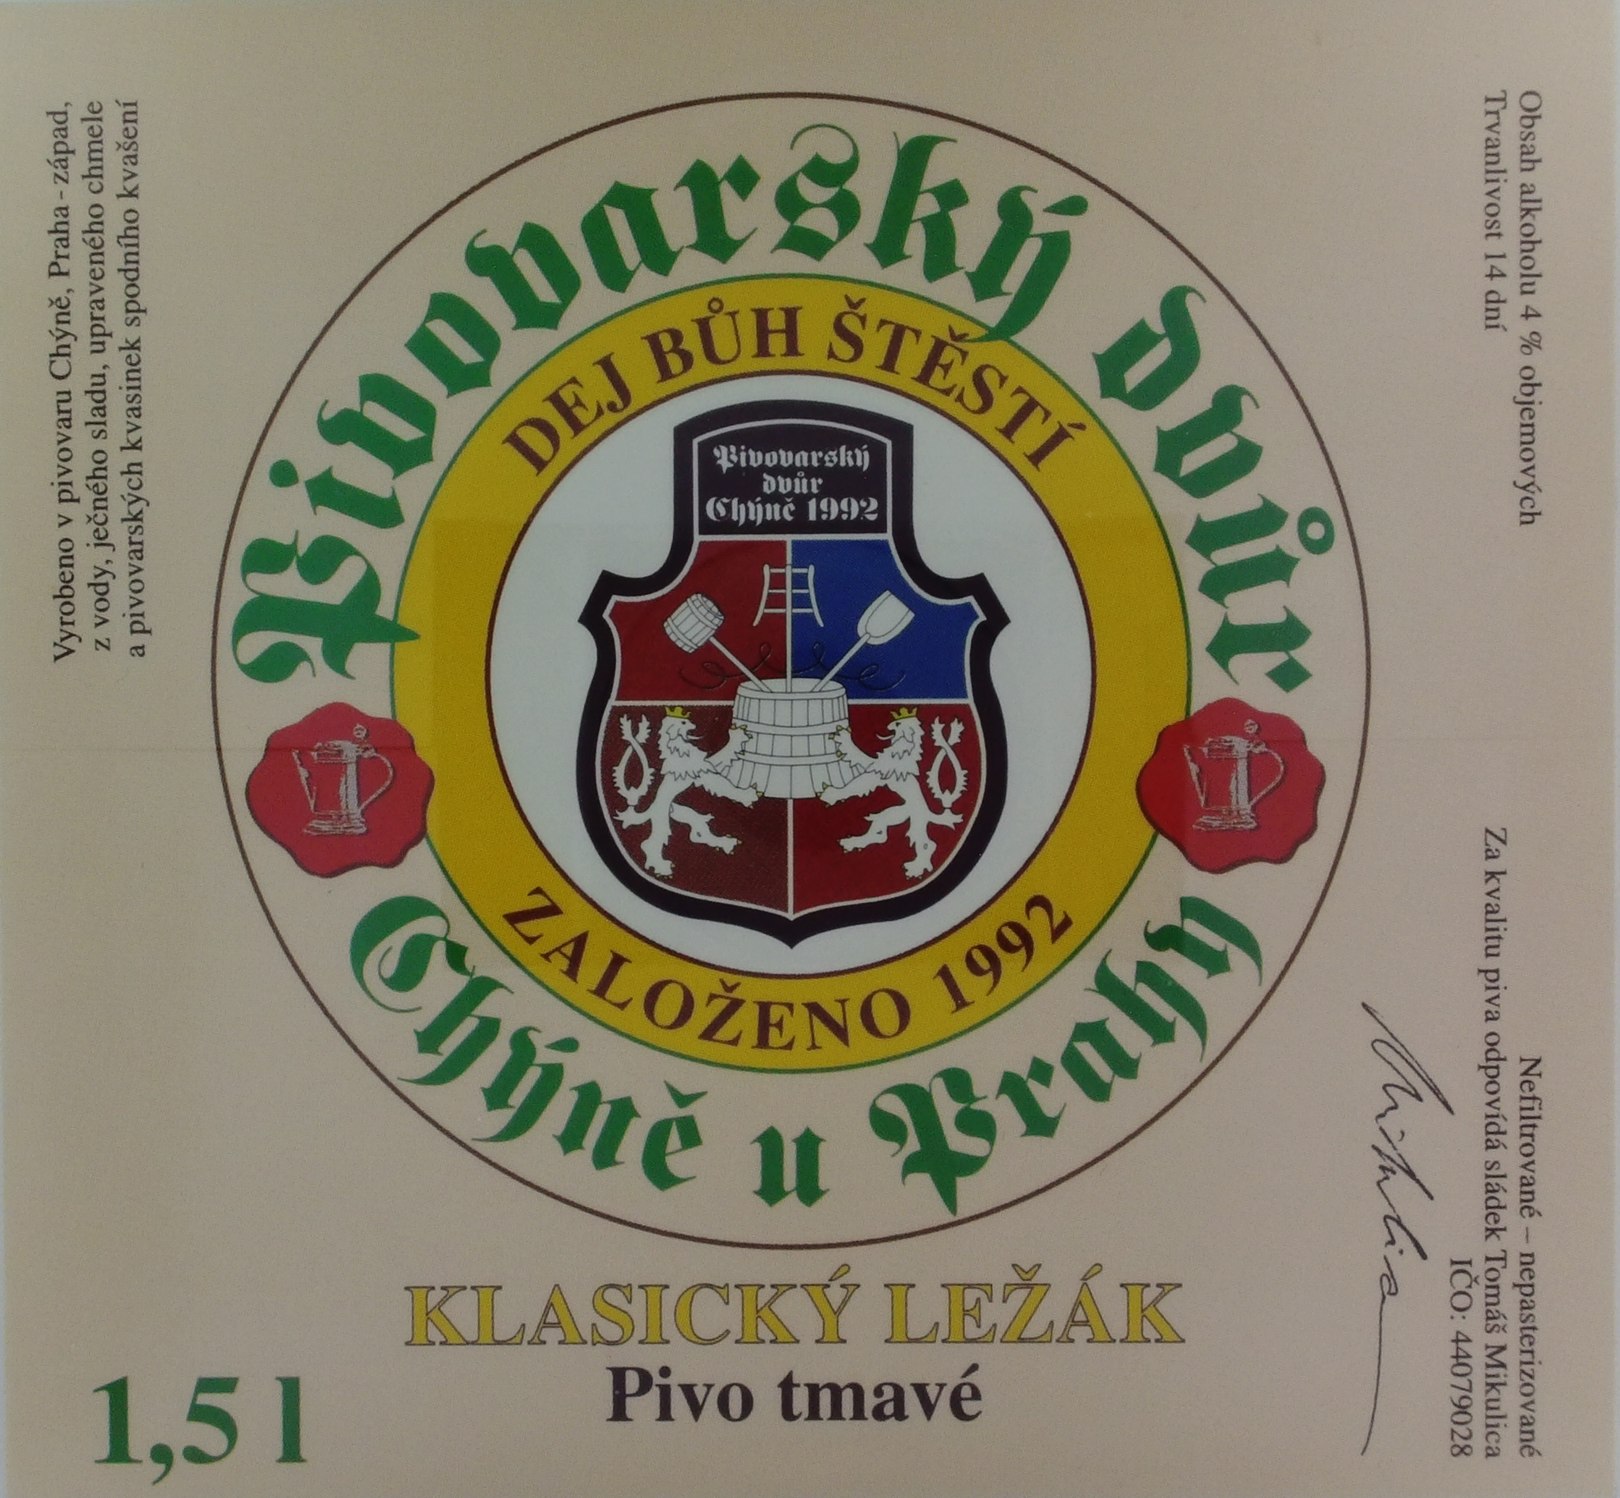 Vyrobeno v pivovaru Chýně, Praha - západ,
z vody, ječného sladu, upraveného chmele
a pivovarských kvasinek spodního kvašení
Pivovarský dvůr
DEJ BŮH ŠTĚSTÍ
Pivovarský
dvůr
Chýně 1992
ZALOŽENO 1992
Chýně u Prahy
KLASICKÝ LEŽÁK
Pivo tmavé
1,5 l
Obsah alkoholu 4 % objemových
Trvanlivost 14 dní
Nefiltrované – nepasterizované
Za kvalitu piva odpovídá sládek Tomáš Mikulica
IČO: 44079028
Mikulica